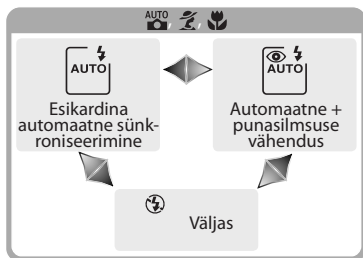 AUTO
AUTO AUTO
Esikardina
automaatne sünk-
roniseerimine
Automaatne +
punasilmsuse
vähendus
Väljas